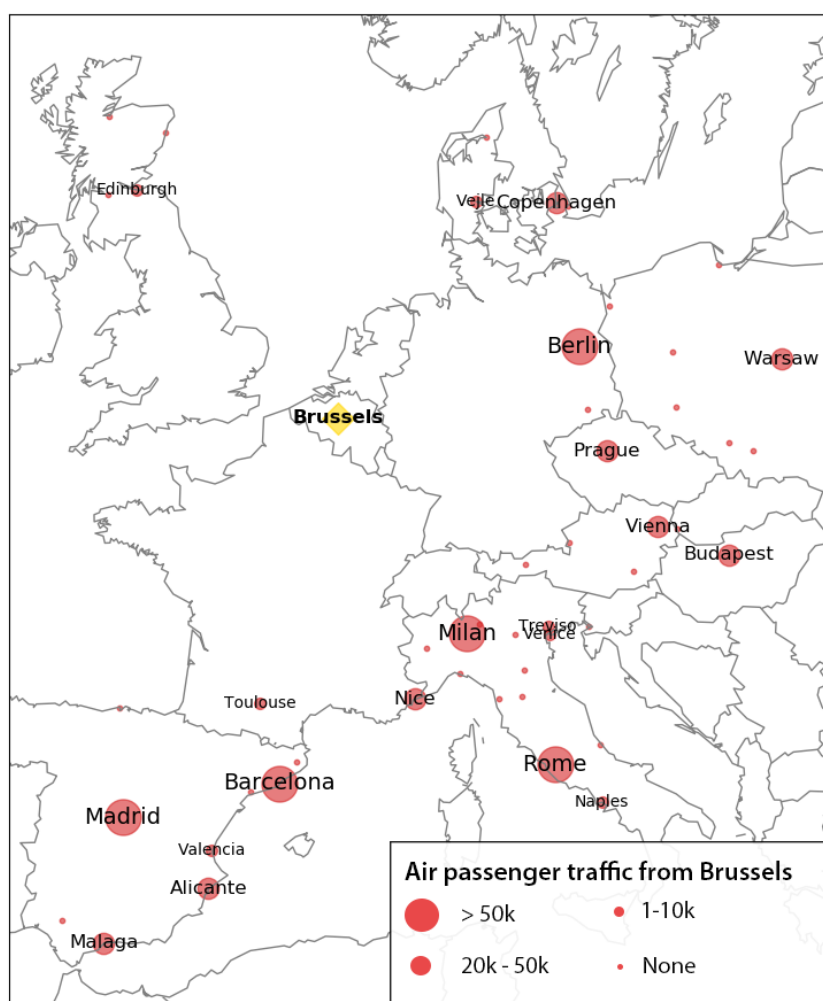 Edinburgh
Vejle
Copenhagen
Berlin
Warsaw
Brussels
Prague
Vienna
Budapest
Treviso
Milan
Venice
Nice
Toulouse
Rome
Barcelona
Naples
Madrid
Valencia
Alicante
Malaga
Air passenger traffic from Brussels
> 50k
1-10k
20k - 50k
None